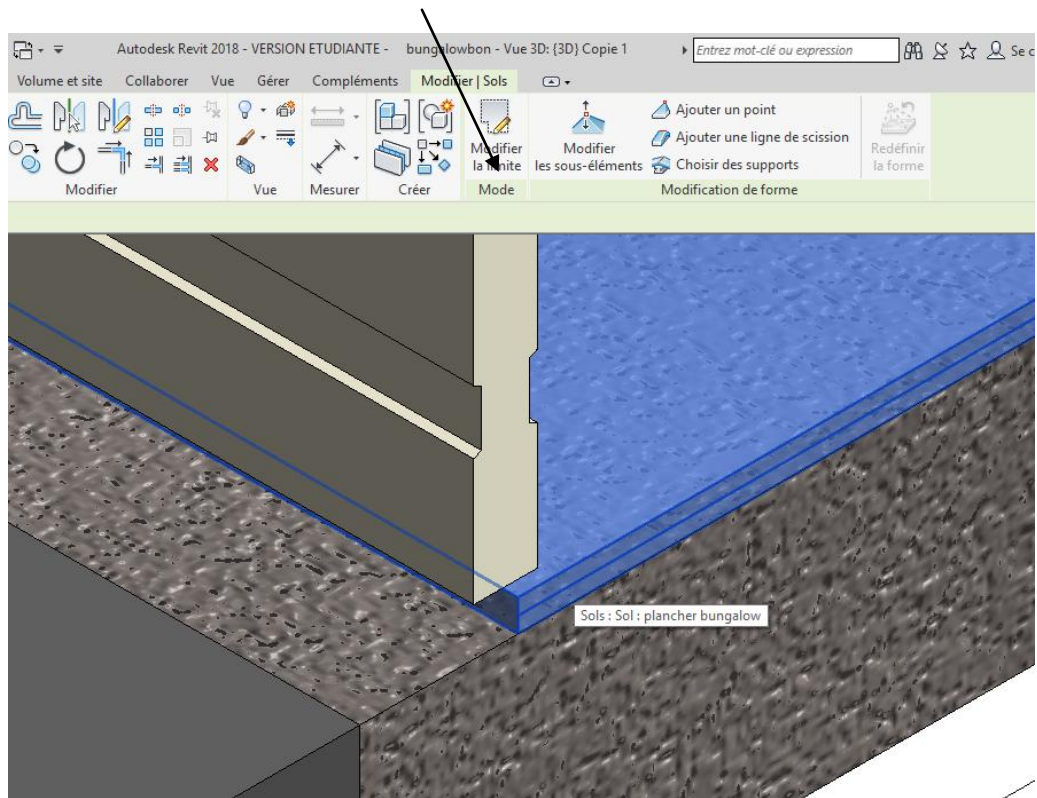 Autodesk Revit 2018 - VERSION ETUDIANTE - bungalowbon - Vue 3D: {3D} Copie 1 Entrez mot-clé ou expression Se c
Volume et site Collaborer Vue Gérer Compléments Modifier | Sols
Ajouter un point
Ajouter une ligne de scission
Choisir des supports
Modifier
la limite
Modifier
les sous-éléments
Redéfinir
la forme
Modifier Vue Mesurer Créer Mode Modification de forme
Sols : Sol : plancher bungalow